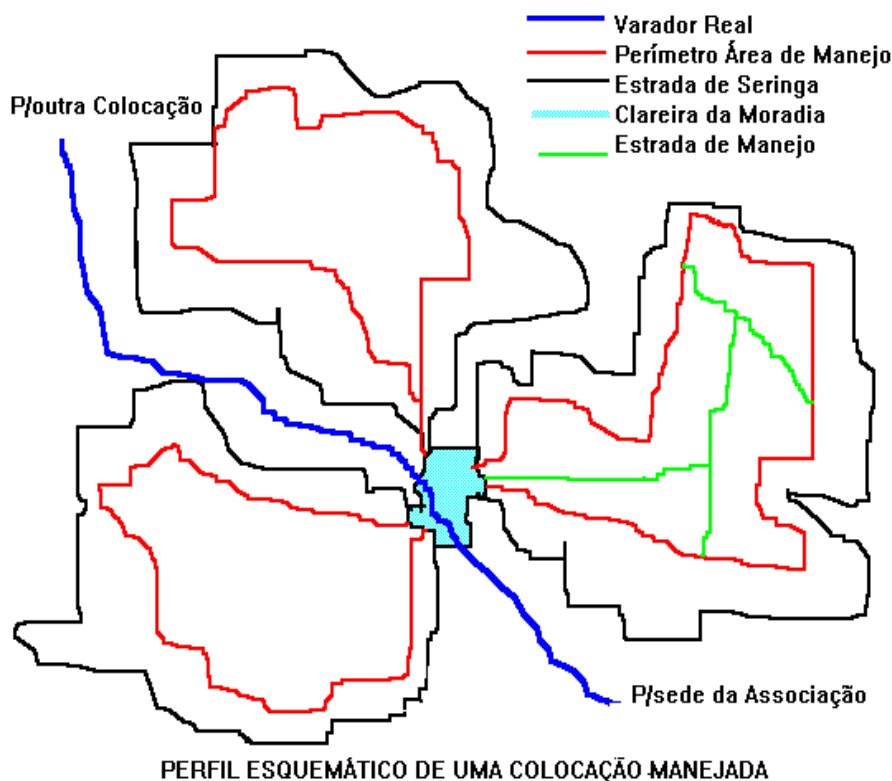 Varador Real
Perímetro Área de Manejo
Estrada de Seringa
Clareira da Moradia
Estrada de Manejo
P/outra Colocação
P/sede da Associação
PERFIL ESQUEMÁTICO DE UMA COLOCAÇÃO MANEJADA